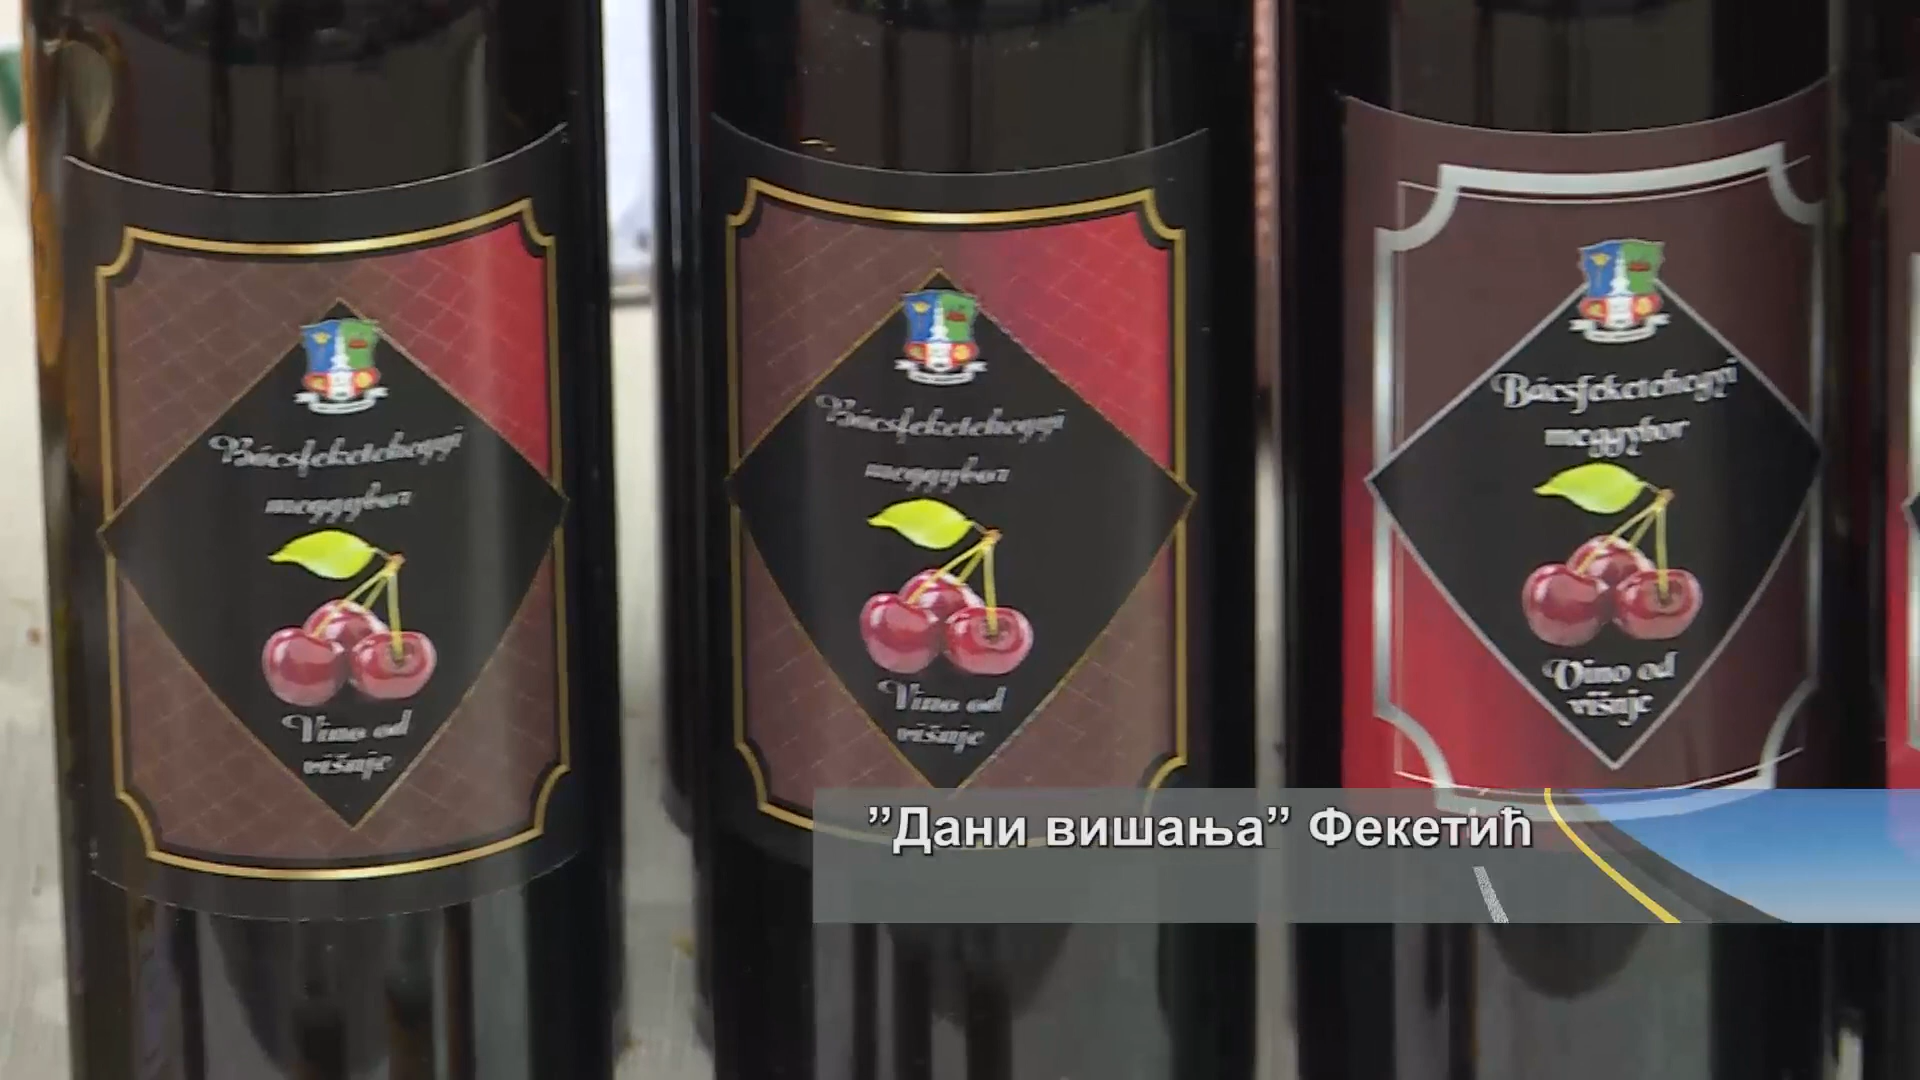 Bácsfeketehegyi
meggybor
Vino od
višnje
Bácsfeketehegyi
meggybor
Vino od
višnje
Bácsfeketehegyi
meggybor
Vino od
višnje
”Дани вишања” Фекетић